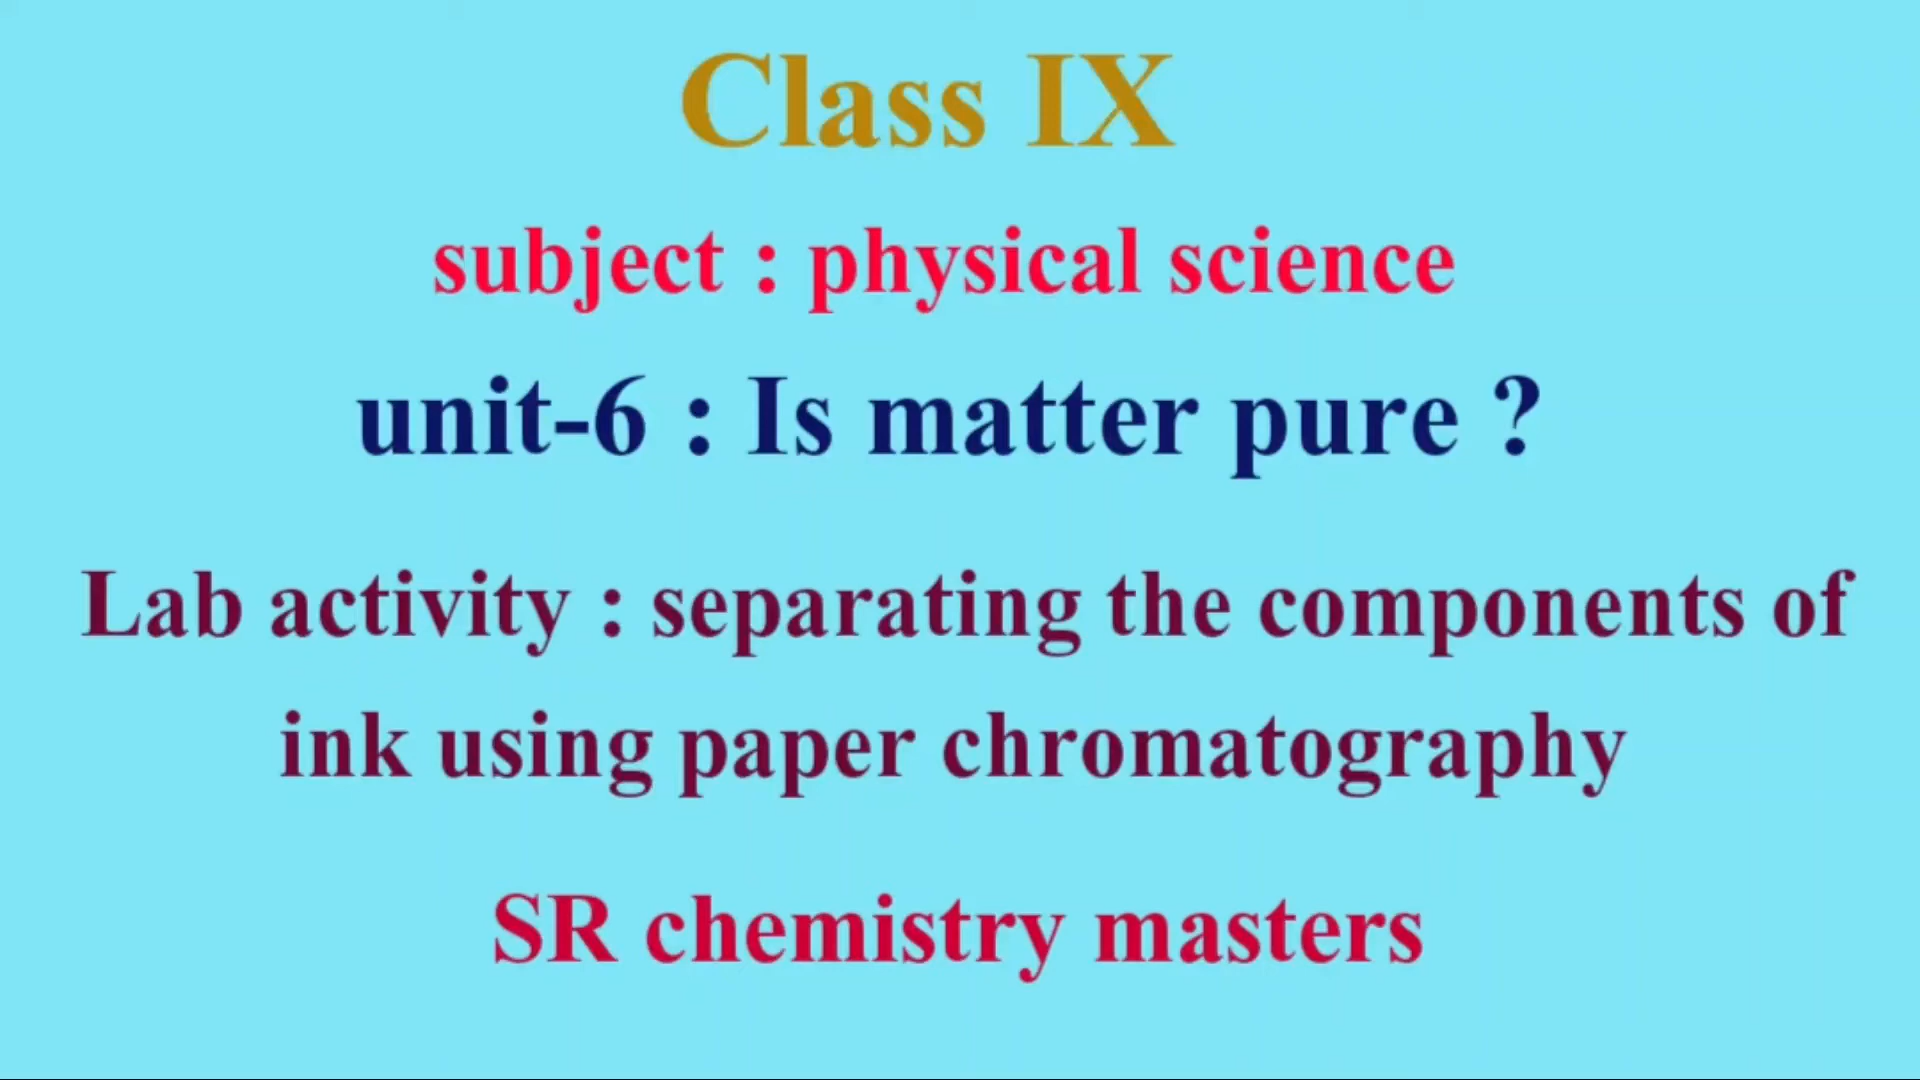 Class IX
subject : physical science
unit-6 : Is matter pure ?
Lab activity : separating the components of
ink using paper chromatography
SR chemistry masters